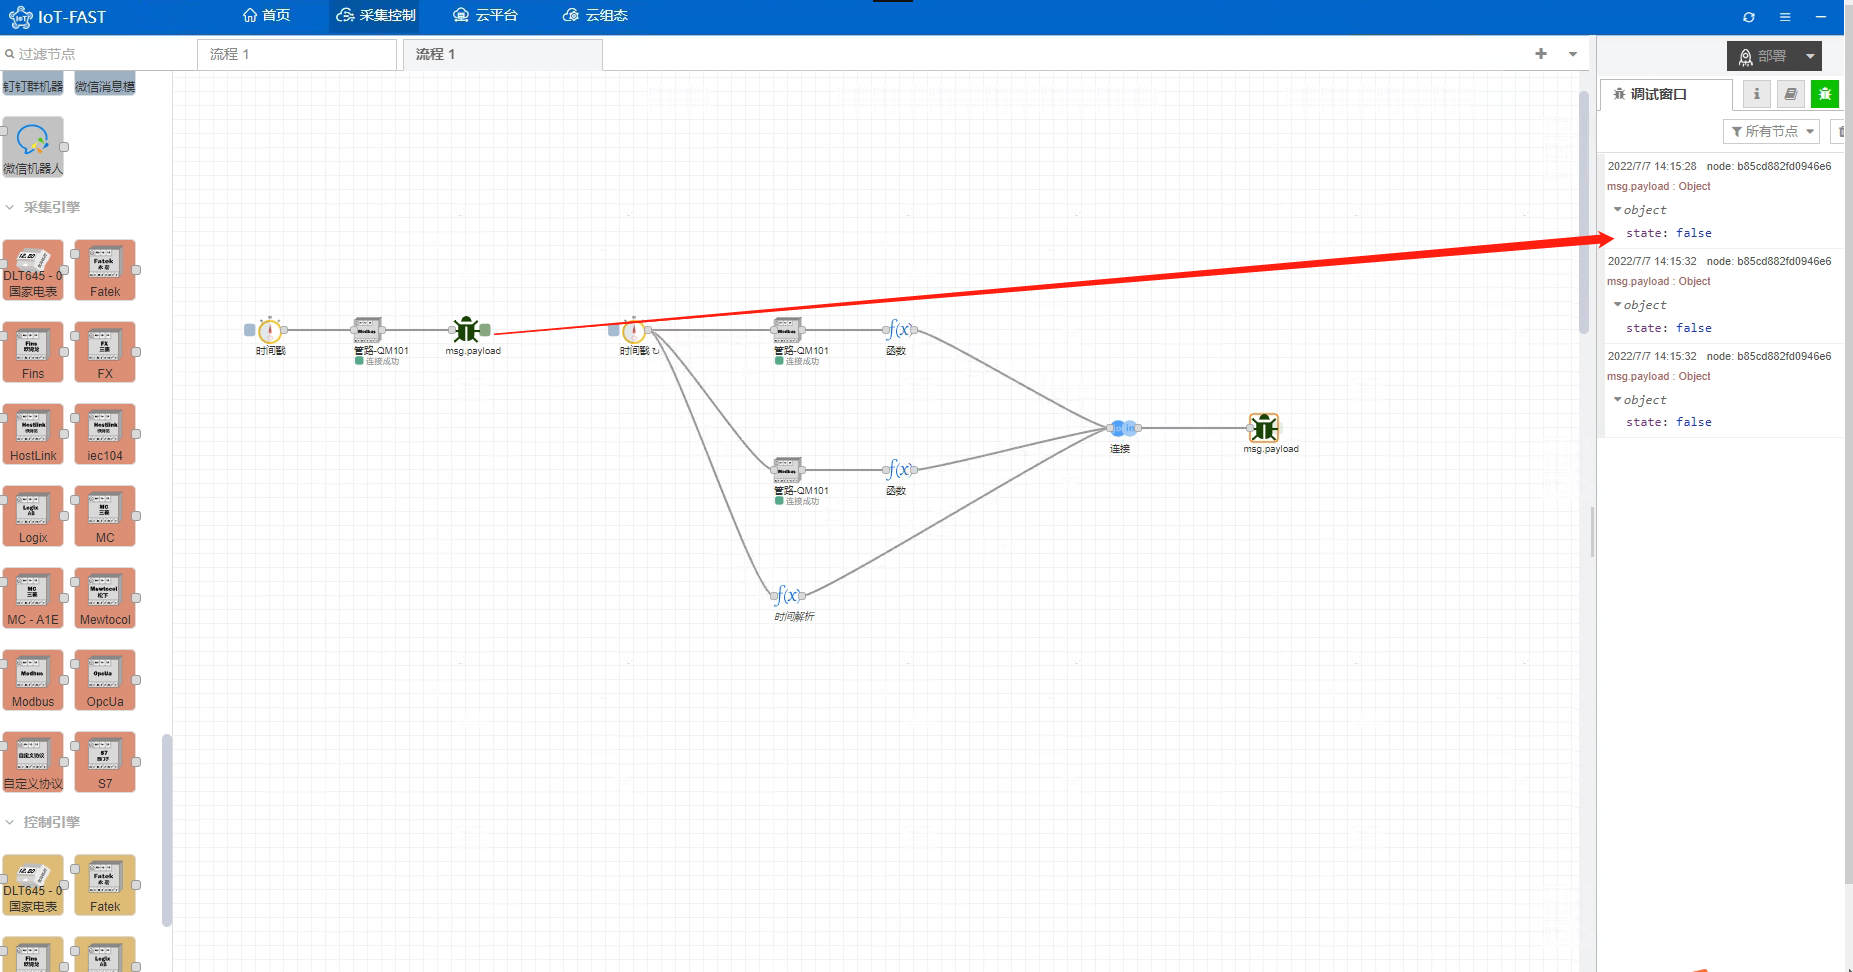 IoT-FAST
首页
采集控制
云平台
云组态
过滤节点
流程 1
流程 1
部署
调试窗口
所有节点
钉钉群机器
微信消息模
微信机器人
采集引擎
DLT645 - 0
国家电表
Fatek
Fins
FX
HostLink
iec104
Logix
MC
MC - A1E
Mewtocol
Modbus
OpcUa
自定义协议
S7
控制引擎
DLT645 - 0
国家电表
Fatek
时间戳
管路-QM101
连接成功
msg.payload
时间戳 ↻
管路-QM101
连接成功
函数
管路-QM101
连接成功
函数
时间解析
连接
msg.payload
2022/7/7 14:15:28 node: b85cd882fd0946e6
msg.payload : Object
object
state: false
2022/7/7 14:15:32 node: b85cd882fd0946e6
msg.payload : Object
object
state: false
2022/7/7 14:15:32 node: b85cd882fd0946e6
msg.payload : Object
object
state: false